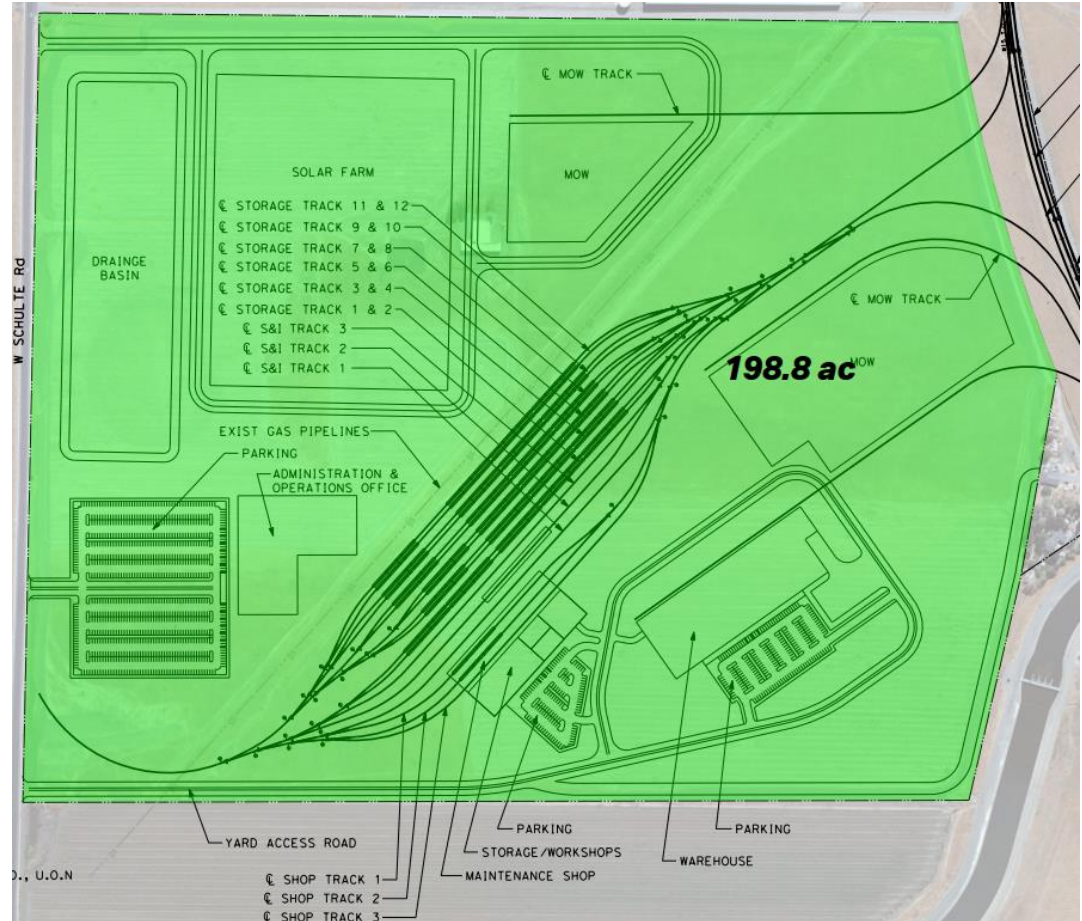 ℄ MOW TRACK
SOLAR FARM
MOW
℄ STORAGE TRACK 11 & 12
℄ STORAGE TRACK 9 & 10
℄ STORAGE TRACK 7 & 8
℄ STORAGE TRACK 5 & 6
℄ STORAGE TRACK 3 & 4
℄ STORAGE TRACK 1 & 2
℄ S&I TRACK 3
℄ S&I TRACK 2
℄ S&I TRACK 1
DRAINGE
BASIN
W SCHULTE Rd
℄ MOW TRACK
198.8 ac
MOW
EXIST GAS PIPELINES
PARKING
ADMINISTRATION &
OPERATIONS OFFICE
YARD ACCESS ROAD
PARKING
STORAGE/WORKSHOPS
MAINTENANCE SHOP
PARKING
WAREHOUSE
℄ SHOP TRACK 1
℄ SHOP TRACK 2
℄ SHOP TRACK 3
., U.O.N